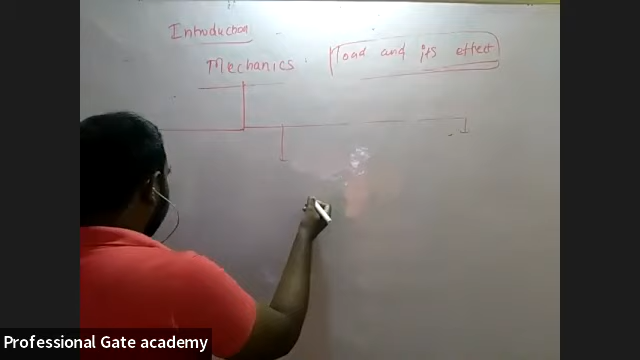 Introduction
Mechanics load and its effect
Professional Gate academy